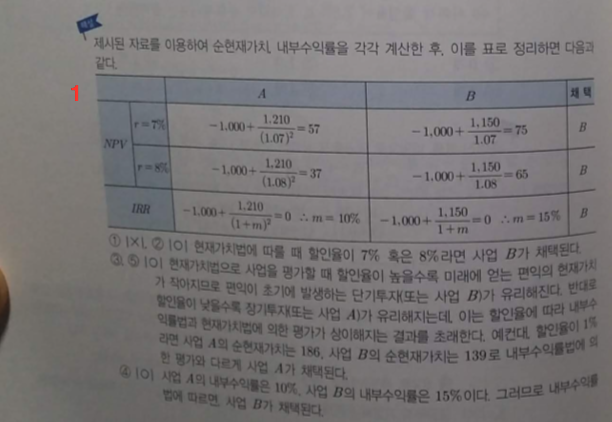 해설
제시된 자료를 이용하여 순현재가치, 내부수익률을 각각 계산한 후, 이를 표로 정리하면 다음과
같다.
1
A B 채택
NPV r=7% -1,000+1,210/(1.07)²=57 -1,000+1,150/1.07=75 B
r=8% -1,000+1,210/(1.08)²=37 -1,000+1,150/1.08=65 B
IRR -1,000+1,210/(1+m)²=0 ∴m=10% -1,000+1,150/1+m=0 ∴m=15% B
① |×|, ② |○| 현재가치법에 따를 때 할인율이 7% 혹은 8%라면 사업 B가 채택된다.
③, ⑤ |○| 현재가치법으로 사업을 평가할 때 할인율이 높을수록 미래에 얻는 편익의 현재가치
가 작아지므로 편익이 초기에 발생하는 단기투자(또는 사업 B)가 유리해진다. 반대로
할인율이 낮을수록 장기투자(또는 사업 A)가 유리해지는데, 이는 할인율에 따라 내부수
익률법과 현재가치법에 의한 평가가 상이해지는 결과를 초래한다. 예컨대, 할인율이 1%
라면 사업 A의 순현재가치는 186, 사업 B의 순현재가치는 139로 내부수익률법에 의
한 평가와 다르게 사업 A가 채택된다.
④ |○| 사업 A의 내부수익률은 10%, 사업 B의 내부수익률은 15%이다. 그러므로 내부수익률
법에 따르면 사업 B가 채택된다.